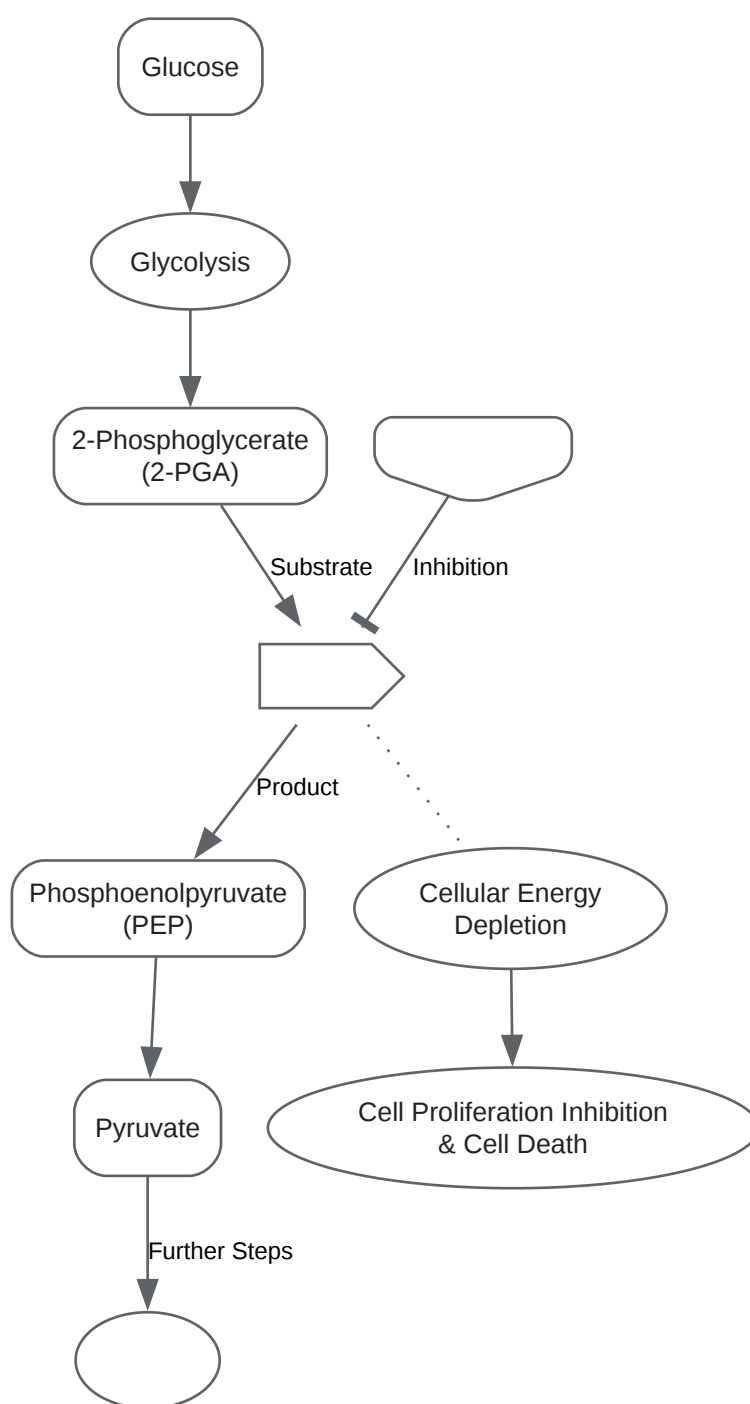 Glucose
Glycolysis
2-Phosphoglycerate
(2-PGA)
Substrate
Inhibition
Product
Phosphoenolpyruvate
(PEP)
Cellular Energy
Depletion
Pyruvate
Cell Proliferation Inhibition
& Cell Death
Further Steps